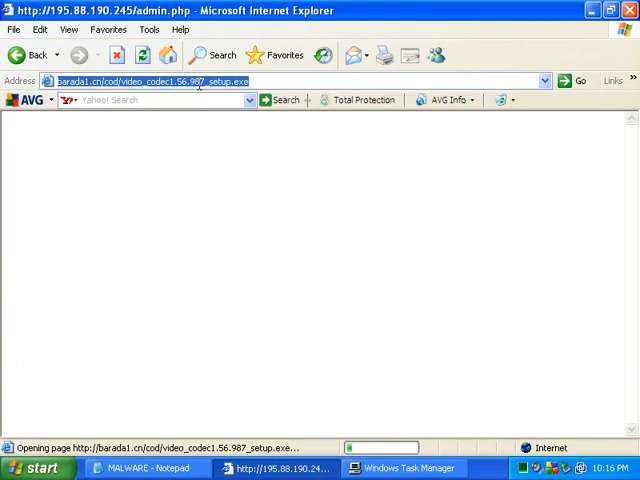 http://195.88.190.245/admin.php - Microsoft Internet Explorer
File Edit View Favorites Tools Help
Back Search Favorites
Address barada1.cn/cod/video_codec1.56.987_setup.exe Go Links »
AVG Y! Yahoo! Search Search Total Protection AVG Info
Opening page http://barada1.cn/cod/video_codec1.56.987_setup.exe... Internet
start MALWARE - Notepad http://195.88.190.24... Windows Task Manager 10:16 PM